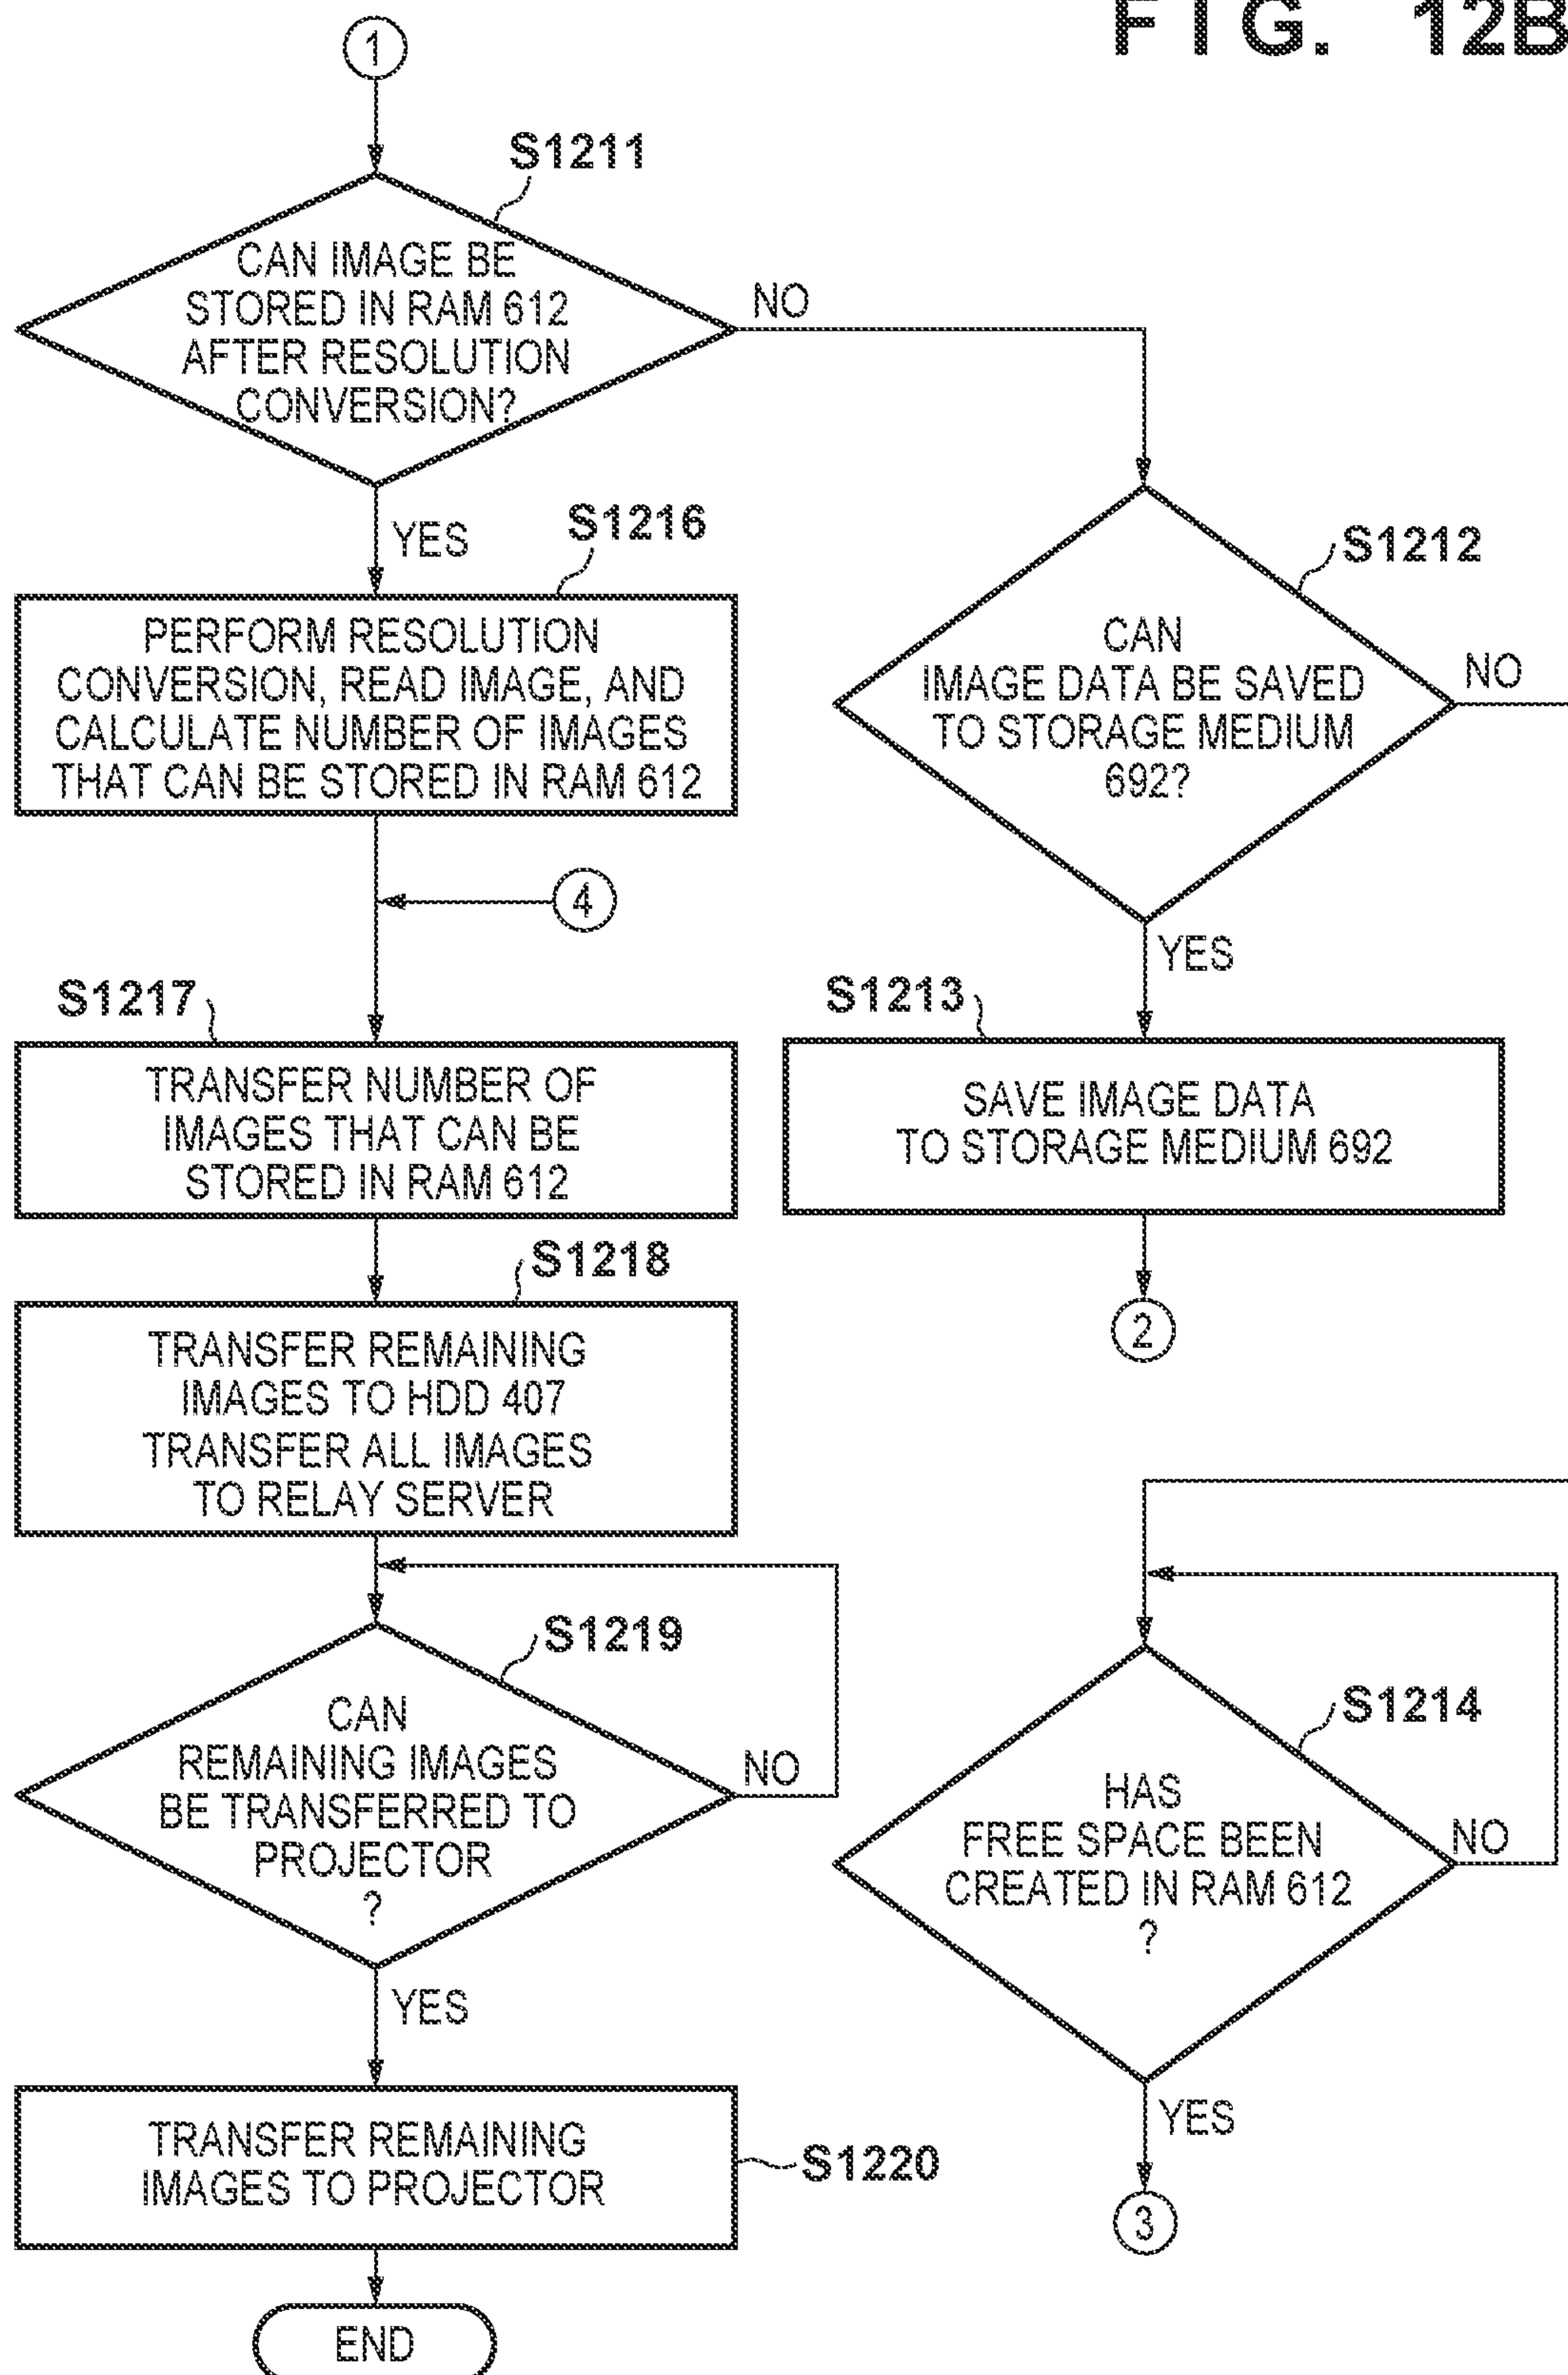 FIG. 12B
1
S1211
CAN IMAGE BE
STORED IN RAM 612
AFTER RESOLUTION
CONVERSION?
NO
YES
S1216
PERFORM RESOLUTION
CONVERSION, READ IMAGE, AND
CALCULATE NUMBER OF IMAGES
THAT CAN BE STORED IN RAM 612
4
S1217
TRANSFER NUMBER OF
IMAGES THAT CAN BE
STORED IN RAM 612
S1218
TRANSFER REMAINING
IMAGES TO HDD 407
TRANSFER ALL IMAGES
TO RELAY SERVER
S1219
CAN
REMAINING IMAGES
BE TRANSFERRED TO
PROJECTOR
?
NO
YES
TRANSFER REMAINING
IMAGES TO PROJECTOR
S1220
END
S1212
CAN
IMAGE DATA BE SAVED
TO STORAGE MEDIUM
692?
NO
YES
S1213
SAVE IMAGE DATA
TO STORAGE MEDIUM 692
2
S1214
HAS
FREE SPACE BEEN
CREATED IN RAM 612
?
NO
YES
3